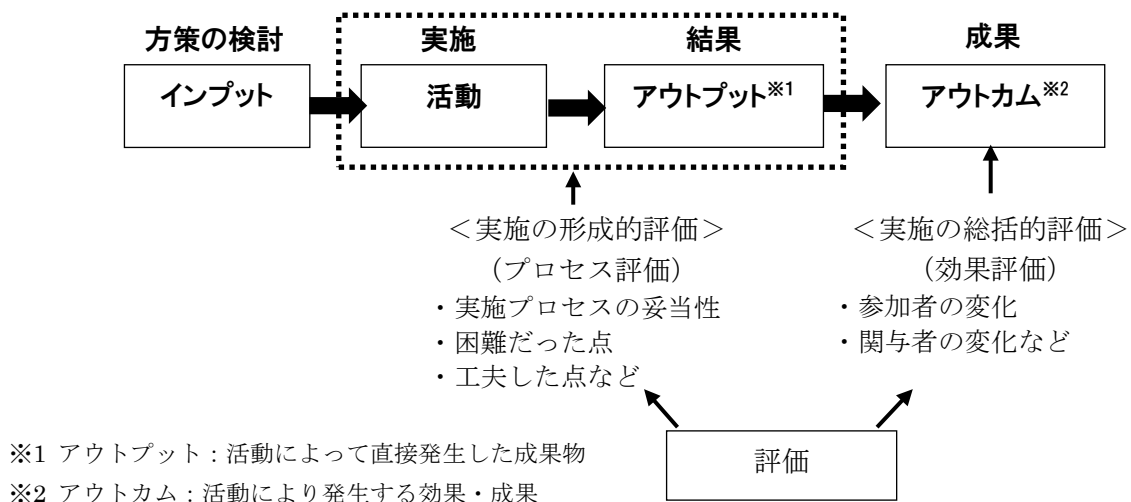 方策の検討
実施
結果
成果
インプット
活動
アウトプット※1
アウトカム※2
＜実施の形成的評価＞
（プロセス評価）
・実施プロセスの妥当性
・困難だった点
・工夫した点など
＜実施の総括的評価＞
（効果評価）
・参加者の変化
・関与者の変化など
評価
※1 アウトプット：活動によって直接発生した成果物
※2 アウトカム：活動により発生する効果・成果